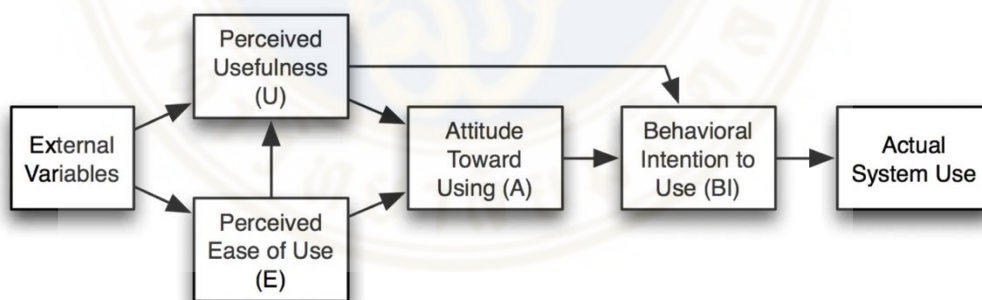 Perceived
Usefulness
(U)
External
Variables
Attitude
Toward
Using (A)
Behavioral
Intention to
Use (BI)
Actual
System Use
Perceived
Ease of Use
(E)